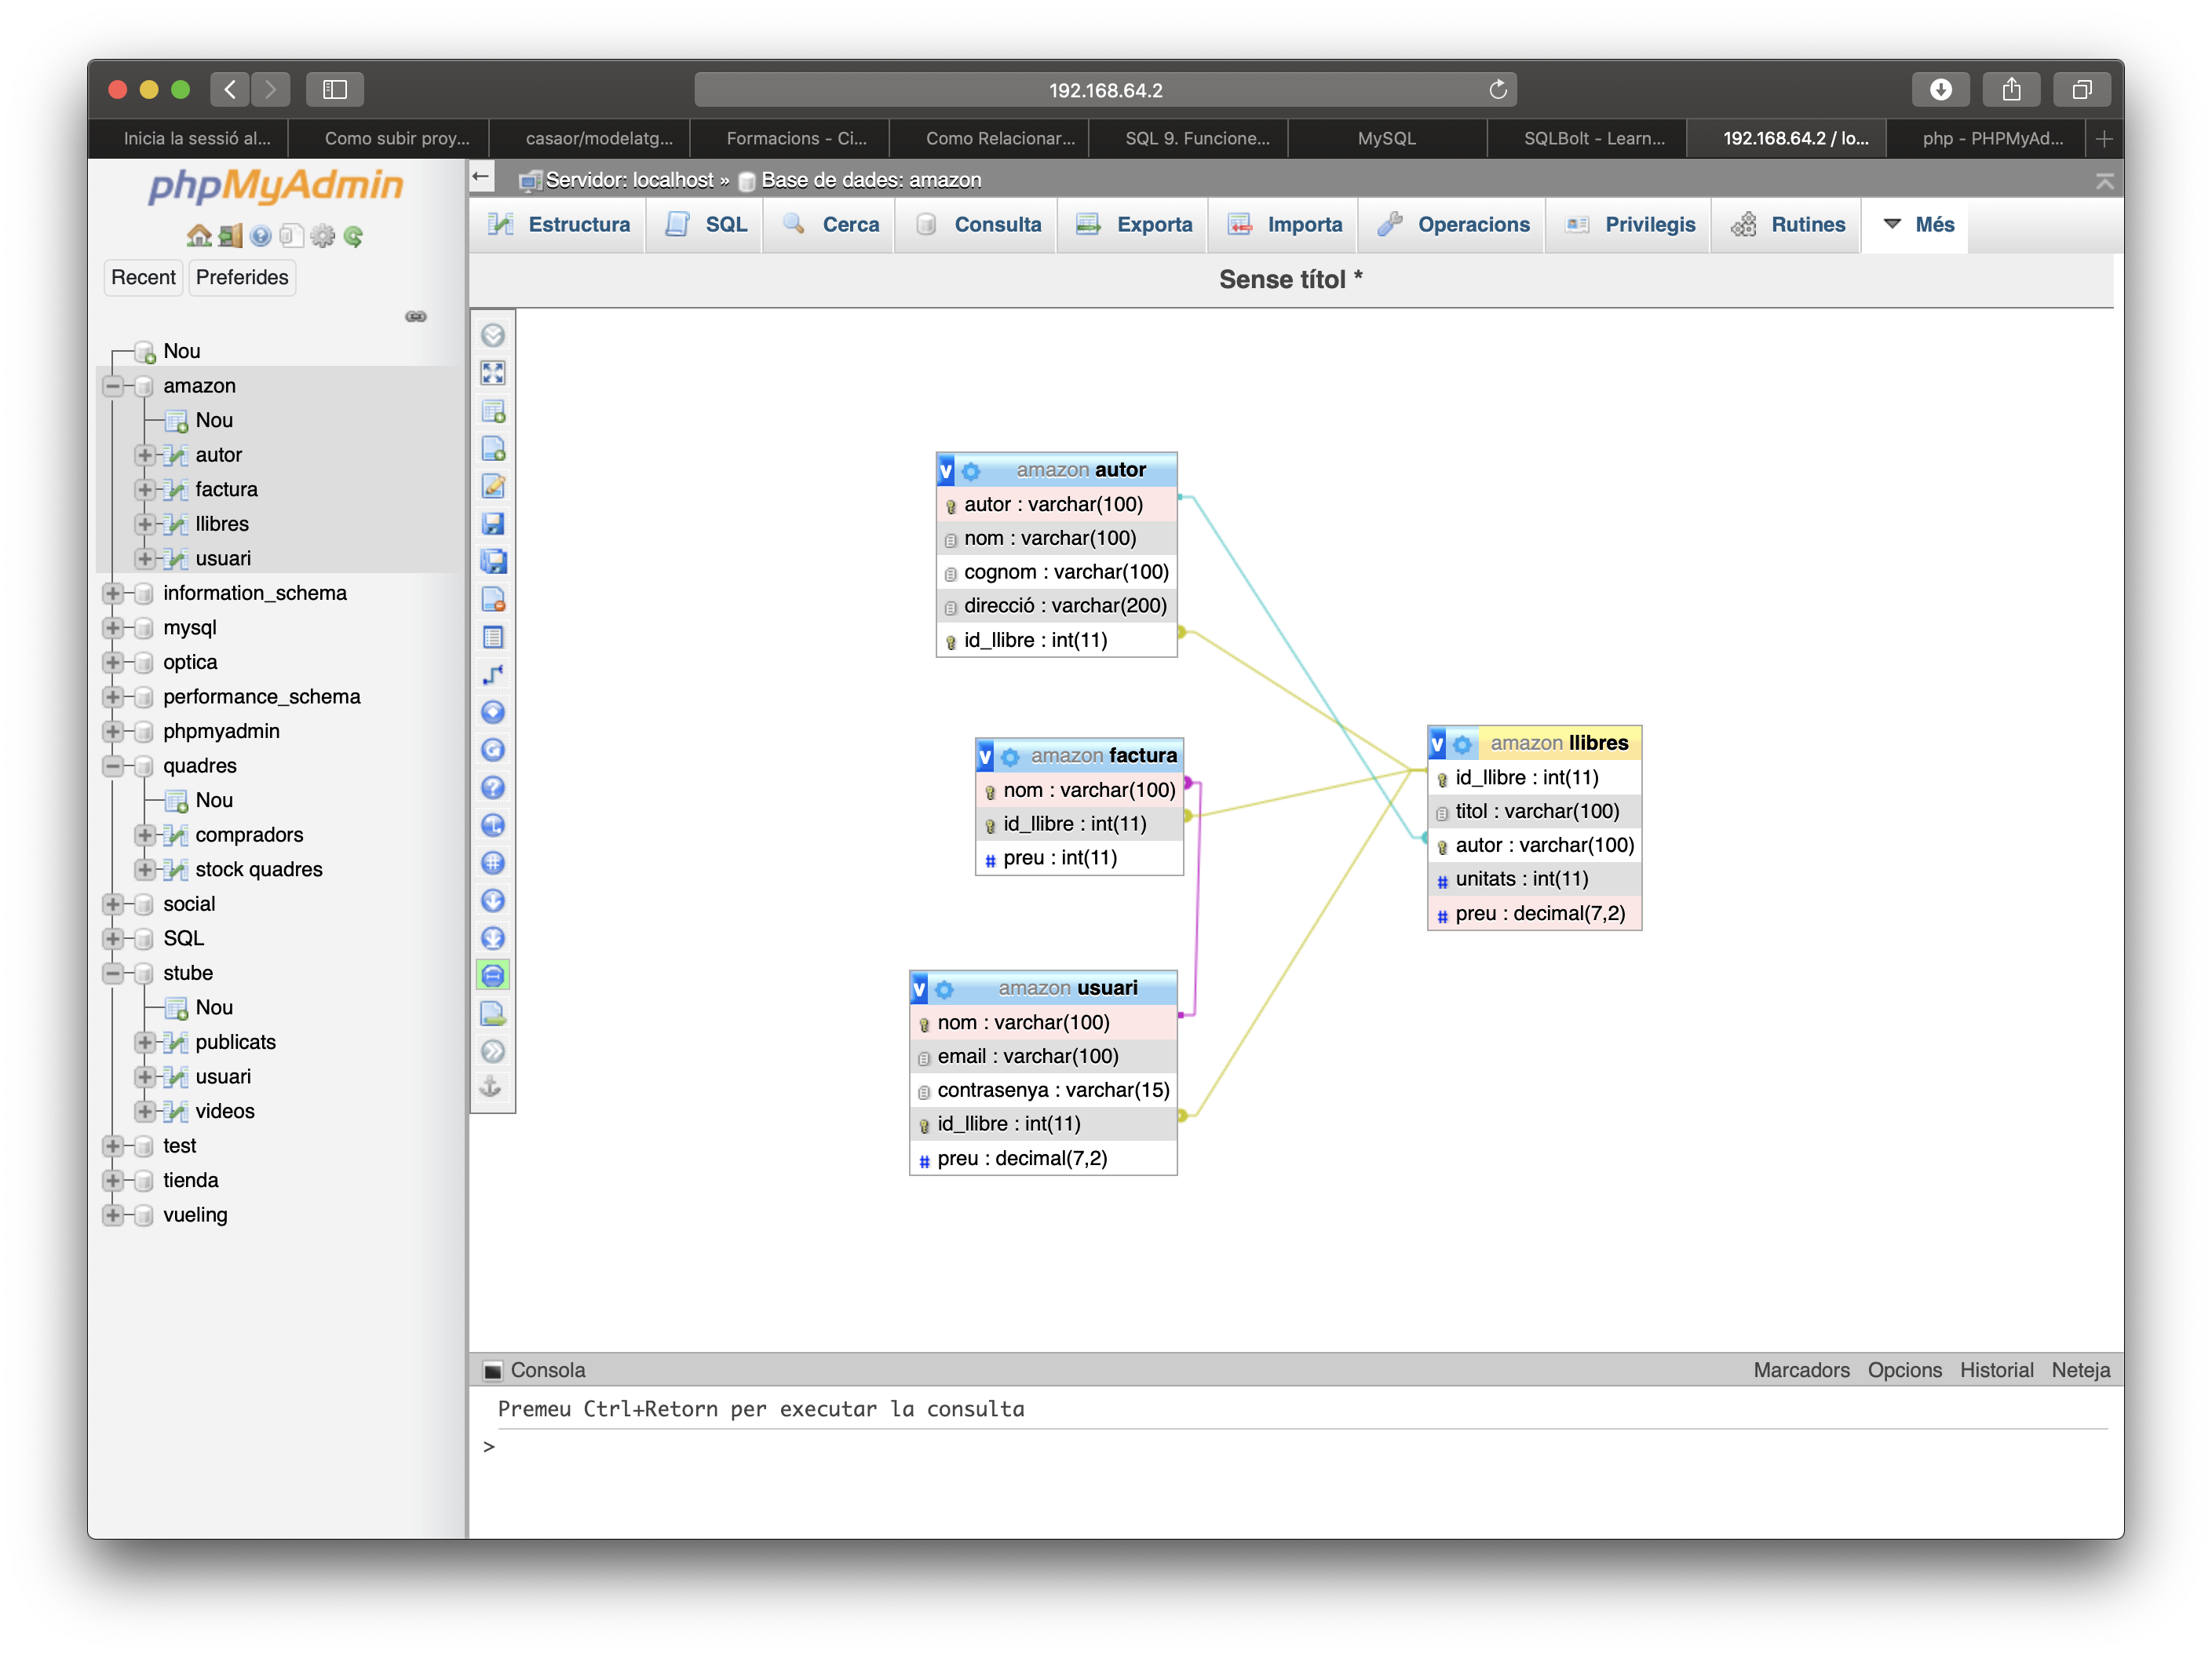 192.168.64.2
Inicia la sessió al...
Como subir proy...
casaor/modelatg...
Formacions - Ci...
Como Relacionar...
SQL 9. Funcione...
MySQL
SQLBolt - Learn...
192.168.64.2 / lo...
php - PHPMyAd...
phpMyAdmin
Recent Preferides
Nou
amazon
Nou
autor
factura
llibres
usuari
information_schema
mysql
optica
performance_schema
phpmyadmin
quadres
Nou
compradors
stock quadres
social
SQL
stube
Nou
publicats
usuari
videos
test
tienda
vueling
Servidor: localhost » Base de dades: amazon
Estructura SQL Cerca Consulta Exporta Importa Operacions Privilegis Rutines Més
Sense títol *
amazon autor
autor : varchar(100)
nom : varchar(100)
cognom : varchar(100)
direcció : varchar(200)
id_llibre : int(11)
amazon factura
nom : varchar(100)
id_llibre : int(11)
# preu : int(11)
amazon llibres
id_llibre : int(11)
titol : varchar(100)
autor : varchar(100)
# unitats : int(11)
# preu : decimal(7,2)
amazon usuari
nom : varchar(100)
email : varchar(100)
contrasenya : varchar(15)
id_llibre : int(11)
# preu : decimal(7,2)
Consola
Marcadors Opcions Historial Neteja
Premeu Ctrl+Retorn per executar la consulta
>